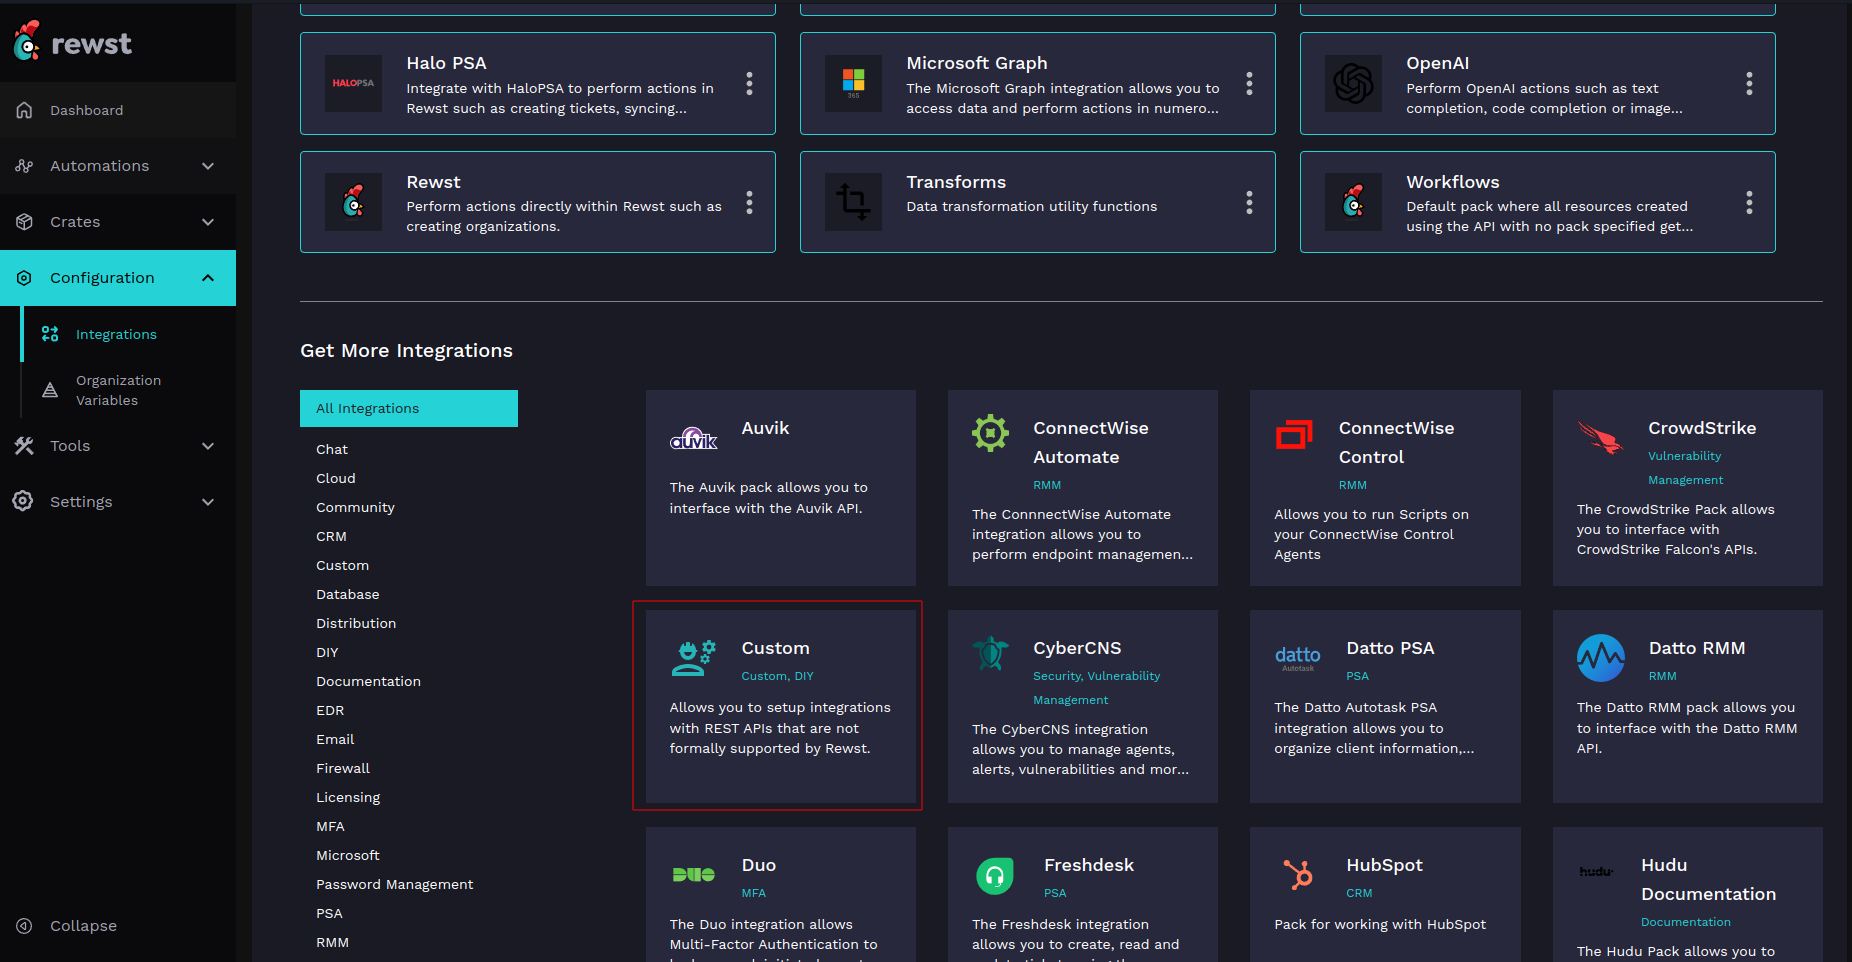 rewst
Dashboard
Automations
Crates
Configuration
Integrations
Organization
Variables
Tools
Settings
Collapse
HALOPSA
Halo PSA
Integrate with HaloPSA to perform actions in
Rewst such as creating tickets, syncing...
365
Microsoft Graph
The Microsoft Graph integration allows you to
access data and perform actions in numero...
OpenAI
Perform OpenAI actions such as text
completion, code completion or image...
Rewst
Perform actions directly within Rewst such as
creating organizations.
Transforms
Data transformation utility functions
Workflows
Default pack where all resources created
using the API with no pack specified get...
Get More Integrations
All Integrations
Chat
Cloud
Community
CRM
Custom
Database
Distribution
DIY
Documentation
EDR
Email
Firewall
Licensing
MFA
Microsoft
Password Management
PSA
RMM
auvik
Auvik
The Auvik pack allows you to
interface with the Auvik API.
ConnectWise
Automate
RMM
The ConnnectWise Automate
integration allows you to
perform endpoint managemen...
ConnectWise
Control
RMM
Allows you to run Scripts on
your ConnectWise Control
Agents
CrowdStrike
Vulnerability
Management
The CrowdStrike Pack allows
you to interface with
CrowdStrike Falcon's APIs.
Custom
Custom, DIY
Allows you to setup integrations
with REST APIs that are not
formally supported by Rewst.
CyberCNS
Security, Vulnerability
Management
The CyberCNS integration
allows you to manage agents,
alerts, vulnerabilities and mor...
datto
Autotask
Datto PSA
PSA
The Datto Autotask PSA
integration allows you to
organize client information,...
Datto RMM
RMM
The Datto RMM pack allows you
to interface with the Datto RMM
API.
DUO
Duo
MFA
The Duo integration allows
Multi-Factor Authentication to
Freshdesk
PSA
The Freshdesk integration
allows you to create, read and
HubSpot
CRM
Pack for working with HubSpot
hudu
Hudu
Documentation
Documentation
The Hudu Pack allows you to